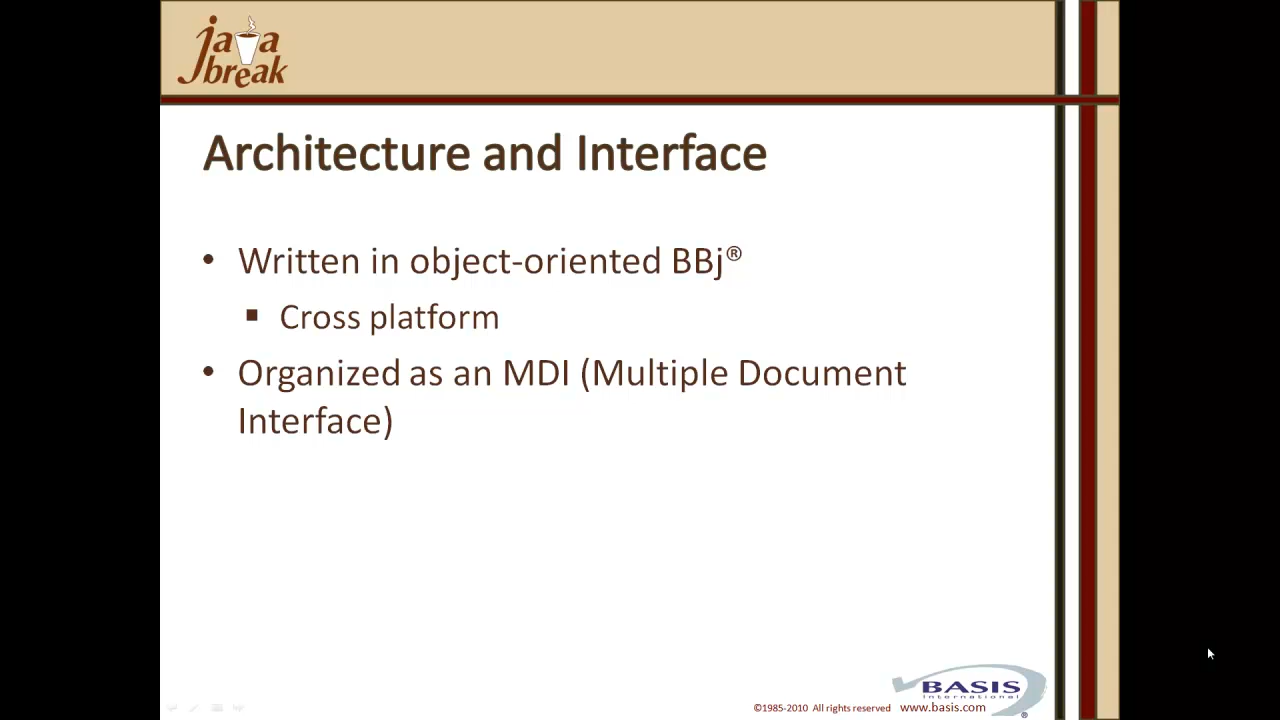 java
break
Architecture and Interface
• Written in object-oriented BBj®
▪ Cross platform
• Organized as an MDI (Multiple Document
Interface)
BASIS
International
®
©1985-2010 All rights reserved www.basis.com